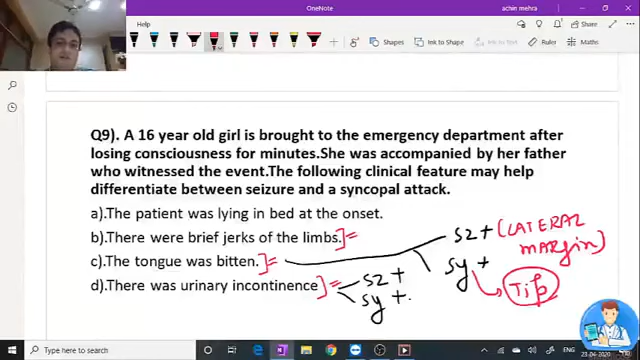 OneNote
achin mehra
Help
Shapes
Ink to Shape
Ruler
Maths
Share
Q9). A 16 year old girl is brought to the emergency department after
losing consciousness for minutes.She was accompanied by her father
who witnessed the event.The following clinical feature may help
differentiate between seizure and a syncopal attack.
a).The patient was lying in bed at the onset.
b).There were brief jerks of the limbs.]=
sz + (LATERAL
MARGIN)
c).The tongue was bitten.]=
sy +
Tip
d).There was urinary incontinence]=
sz +
sy +
Type here to search
ENG
23-04-2020